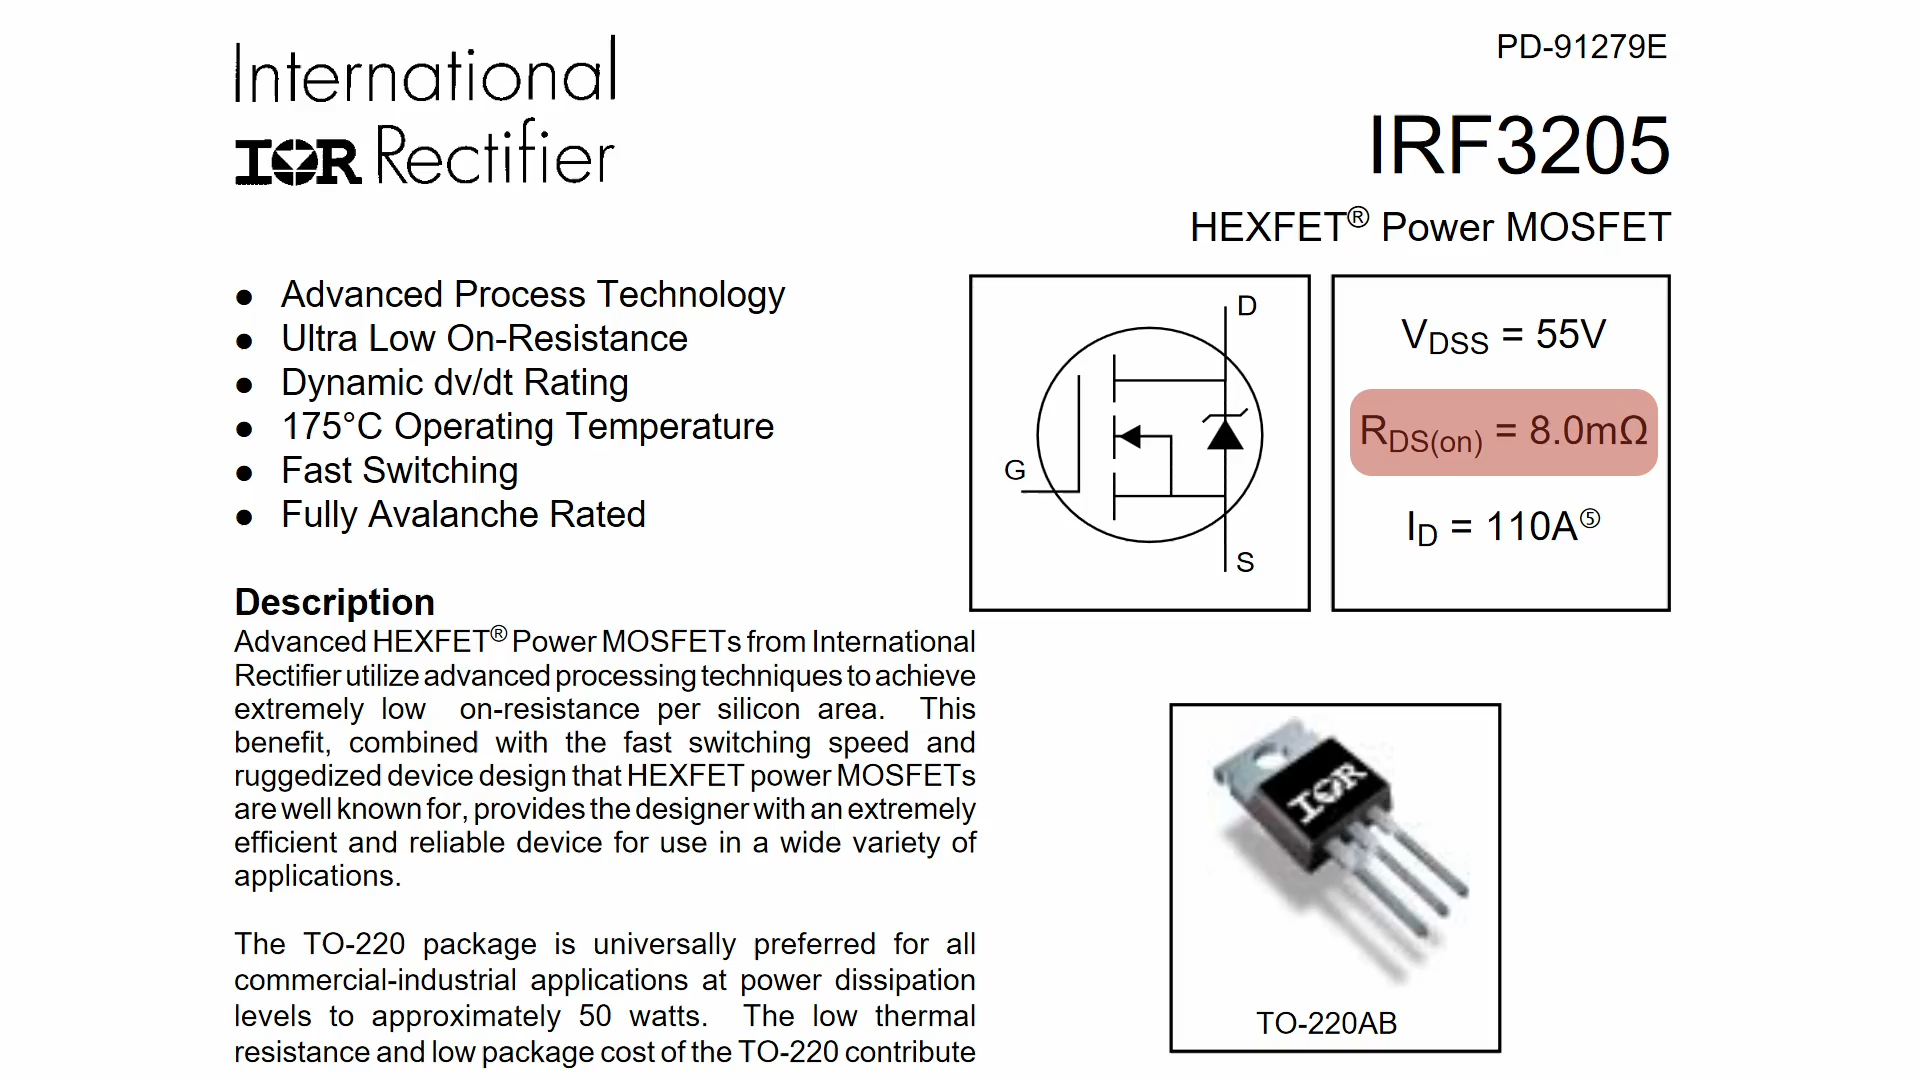 International
IOR Rectifier
PD-91279E
IRF3205
HEXFET® Power MOSFET
● Advanced Process Technology
● Ultra Low On-Resistance
● Dynamic dv/dt Rating
● 175°C Operating Temperature
● Fast Switching
● Fully Avalanche Rated
D
G
S
VDSS = 55V
RDS(on) = 8.0mΩ
ID = 110A⑤
Description
Advanced HEXFET® Power MOSFETs from International
Rectifier utilize advanced processing techniques to achieve
extremely low on-resistance per silicon area. This
benefit, combined with the fast switching speed and
ruggedized device design that HEXFET power MOSFETs
are well known for, provides the designer with an extremely
efficient and reliable device for use in a wide variety of
applications.
The TO-220 package is universally preferred for all
commercial-industrial applications at power dissipation
levels to approximately 50 watts. The low thermal
resistance and low package cost of the TO-220 contribute
IOR
TO-220AB